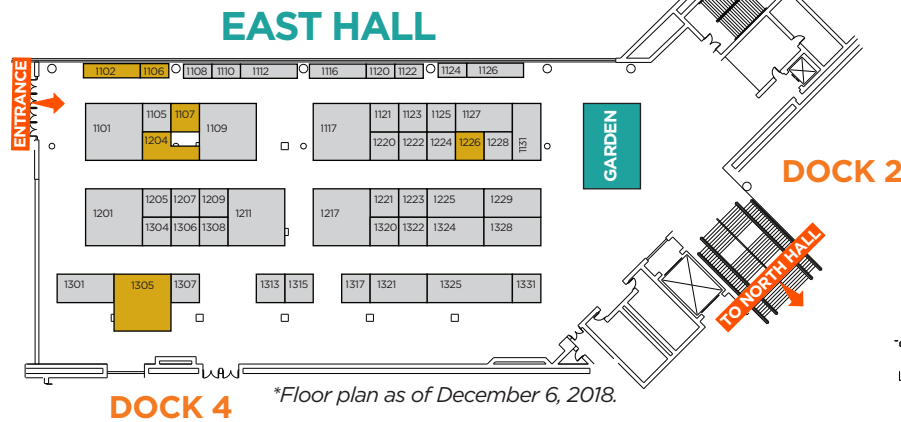 EAST HALL
ENTRANCE
1102 1106 1108 1110 1112 1116 1120 1122 1124 1126
1101 1105 1107 1109 1117 1121 1123 1125 1127 1131
1204 1220 1222 1224 1226 1228
GARDEN
DOCK 2
1201 1205 1207 1209 1211 1217 1221 1223 1225 1229
1304 1306 1308 1320 1322 1324 1328
TO NORTH HALL
1301 1305 1307 1313 1315 1317 1321 1325 1331
*Floor plan as of December 6, 2018.
DOCK 4